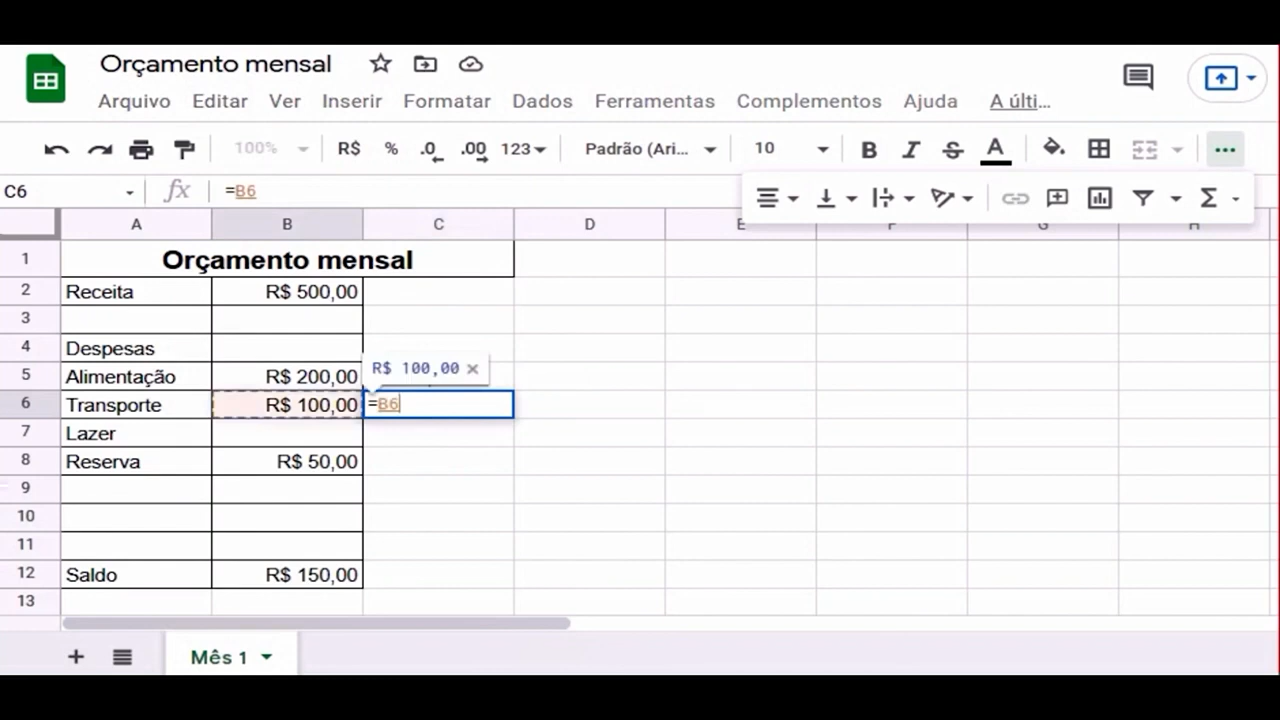 Orçamento mensal
Arquivo Editar Ver Inserir Formatar Dados Ferramentas Complementos Ajuda A últi...
100% R$ % .0 .00 123 Padrão (Ari... 10 B I S A ...
C6 fx =B6
A B C D E F G H
1 Orçamento mensal
2 Receita R$ 500,00
3
4 Despesas
R$ 100,00 ×
5 Alimentação R$ 200,00
6 Transporte R$ 100,00 =B6
7 Lazer
8 Reserva R$ 50,00
9
10
11
12 Saldo R$ 150,00
13
+ Mês 1